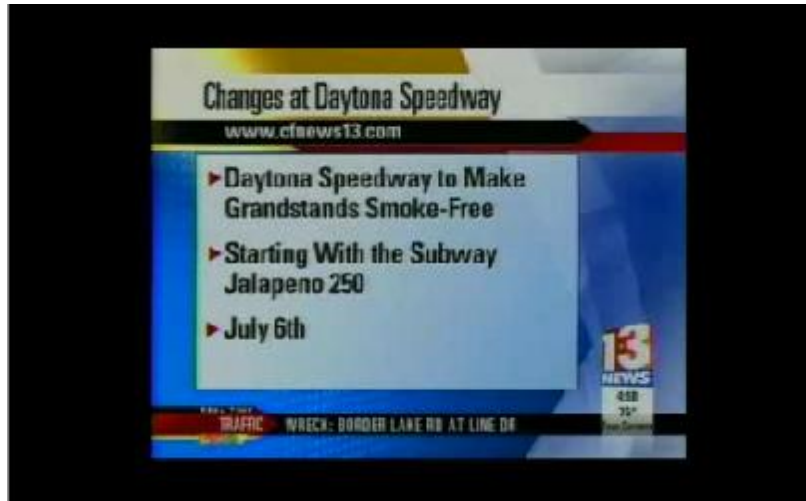 Changes at Daytona Speedway
www.cfnews13.com
Daytona Speedway to Make
Grandstands Smoke-Free
Starting With the Subway
Jalapeno 250
July 6th
13
NEWS
TRAFFIC WRECK: BORDER LAKE RD AT LINE DR